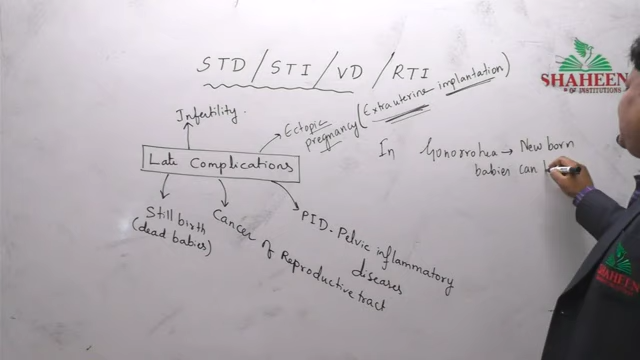 STD / STI / VD / RTI
SHAHEEN
GROUP OF INSTITUTIONS
Infertility.
Ectopic
pregnancy (Extrauterine implantation)
Late Complications
In Gonorrohea → New born
babies can b
Still birth
(dead babies)
Cancer of Reproductive tract
PID - Pelvic inflammatory
diseases
SHAHEEN